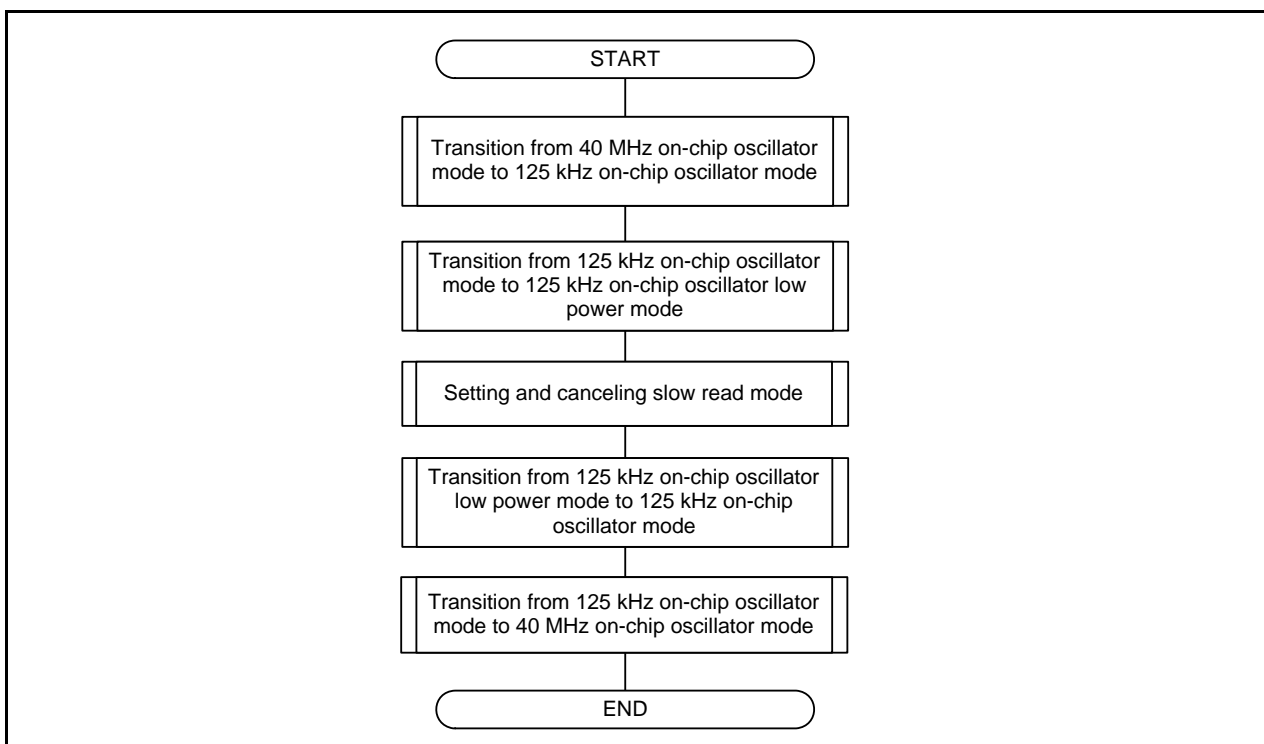 START
Transition from 40 MHz on-chip oscillator
mode to 125 kHz on-chip oscillator mode
Transition from 125 kHz on-chip oscillator
mode to 125 kHz on-chip oscillator low
power mode
Setting and canceling slow read mode
Transition from 125 kHz on-chip oscillator
low power mode to 125 kHz on-chip
oscillator mode
Transition from 125 kHz on-chip oscillator
mode to 40 MHz on-chip oscillator mode
END